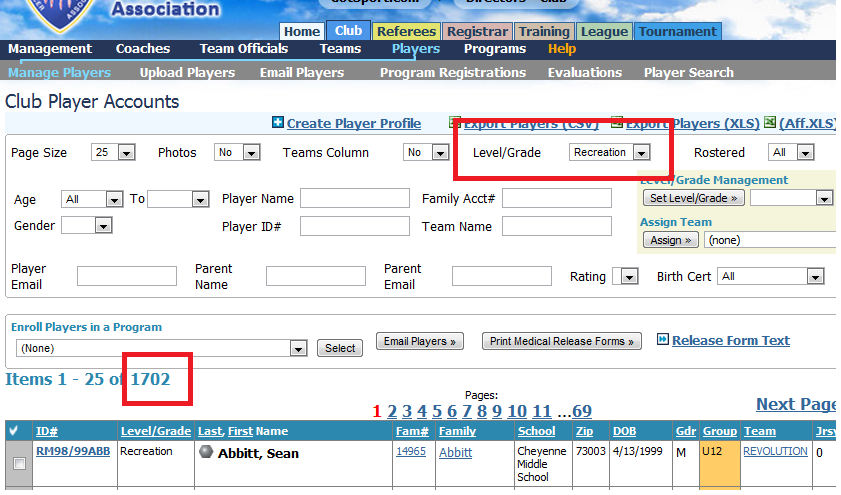 Association
GotSport.com Directors - Club
Home Club Referees Registrar Training League Tournament
Management Coaches Team Officials Teams Players Programs Help
Manage Players Upload Players Email Players Program Registrations Evaluations Player Search
Club Player Accounts
Create Player Profile Export Players (CSV) Export Players (XLS) (Aff.XLS)
Page Size 25 Photos No Teams Column No Level/Grade Recreation Rostered All
Level/Grade Management
Age All To Player Name Family Acct# Set Level/Grade »
Gender Player ID# Team Name
Assign Team
Assign » (none)
Player Email Parent Name Parent Email Rating Birth Cert All
Enroll Players in a Program
(None) Select Email Players » Print Medical Release Forms » Release Form Text
Items 1 - 25 of 1702
Pages:
1 2 3 4 5 6 7 8 9 10 11 ...69 Next Page
ID# Level/Grade Last, First Name Fam# Family School Zip DOB Gdr Group Team Jrs
RM98/99ABB Recreation Abbitt, Sean 14965 Abbitt Cheyenne 73003 4/13/1999 M U12 REVOLUTION 0
Middle
School